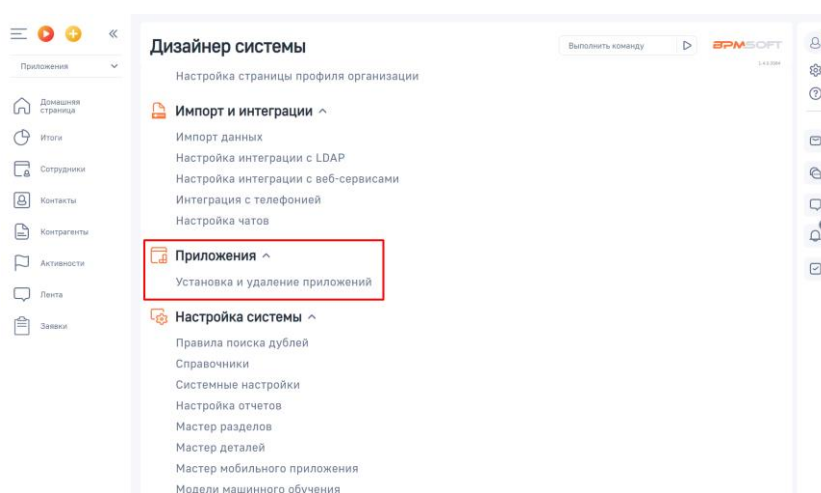 Дизайнер системы
Выполнить команду
BPMSOFT
Приложения
Настройка страницы профиля организации
Домашняя
страница
Импорт и интеграции
Итоги
Импорт данных
Настройка интеграции с LDAP
Сотрудники
Настройка интеграции с веб-сервисами
Контакты
Интеграция с телефонией
Настройка чатов
Контрагенты
Приложения
Активности
Установка и удаление приложений
Лента
Настройка системы
Заявки
Правила поиска дублей
Справочники
Системные настройки
Настройка отчетов
Мастер разделов
Мастер деталей
Мастер мобильного приложения
Модели машинного обучения